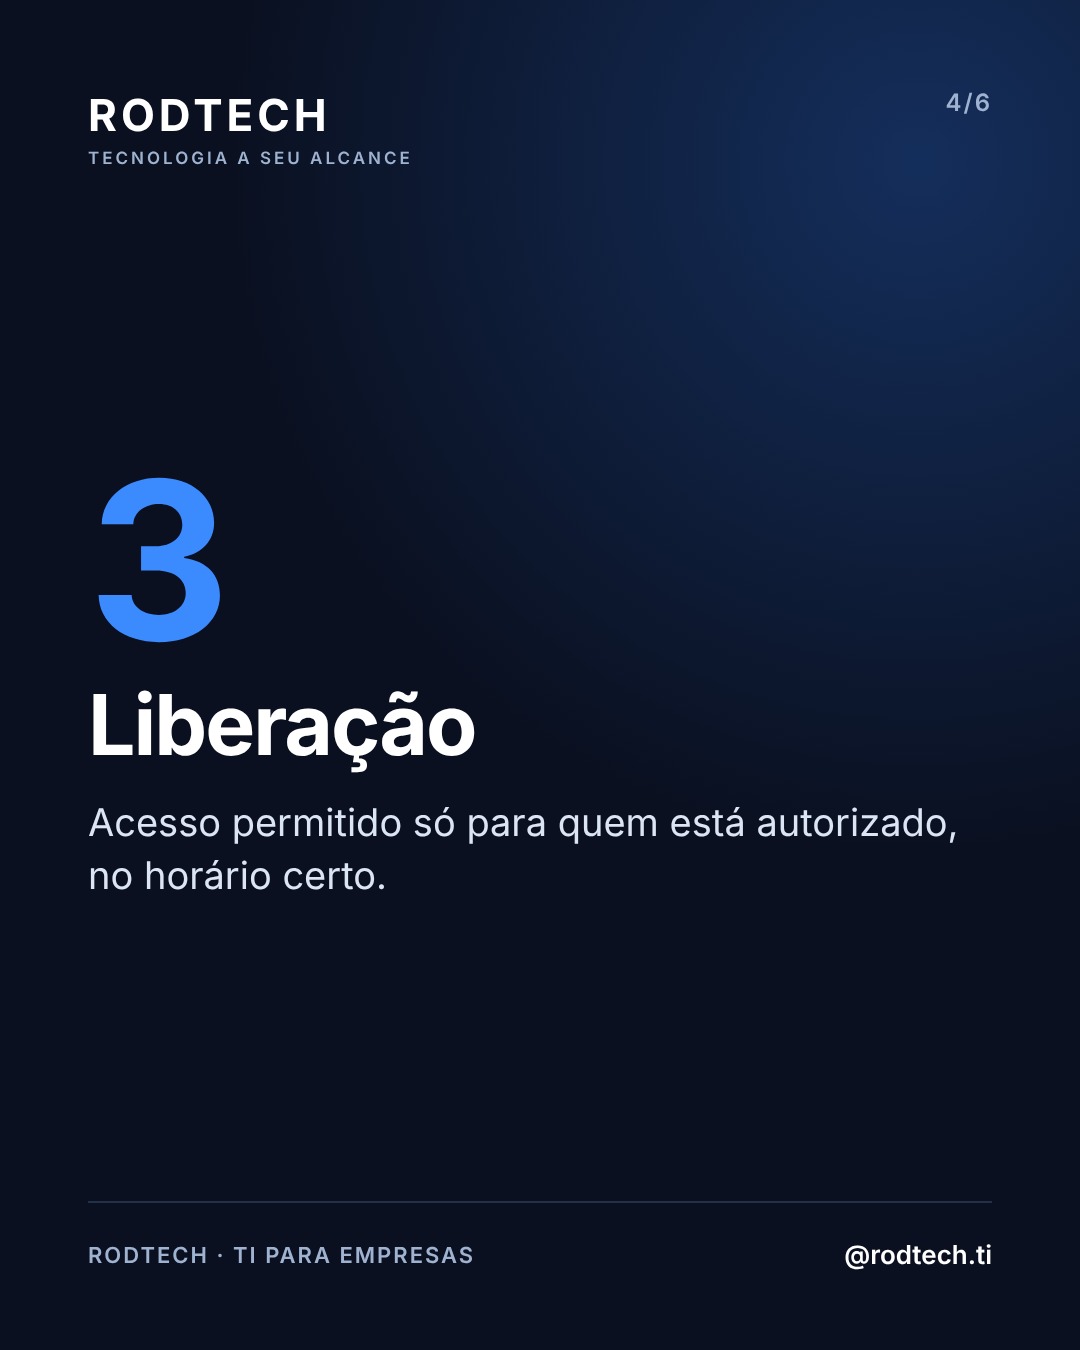 RODTECH
TECNOLOGIA A SEU ALCANCE
4/6
3
Liberação
Acesso permitido só para quem está autorizado,
no horário certo.
RODTECH · TI PARA EMPRESAS
@rodtech.ti